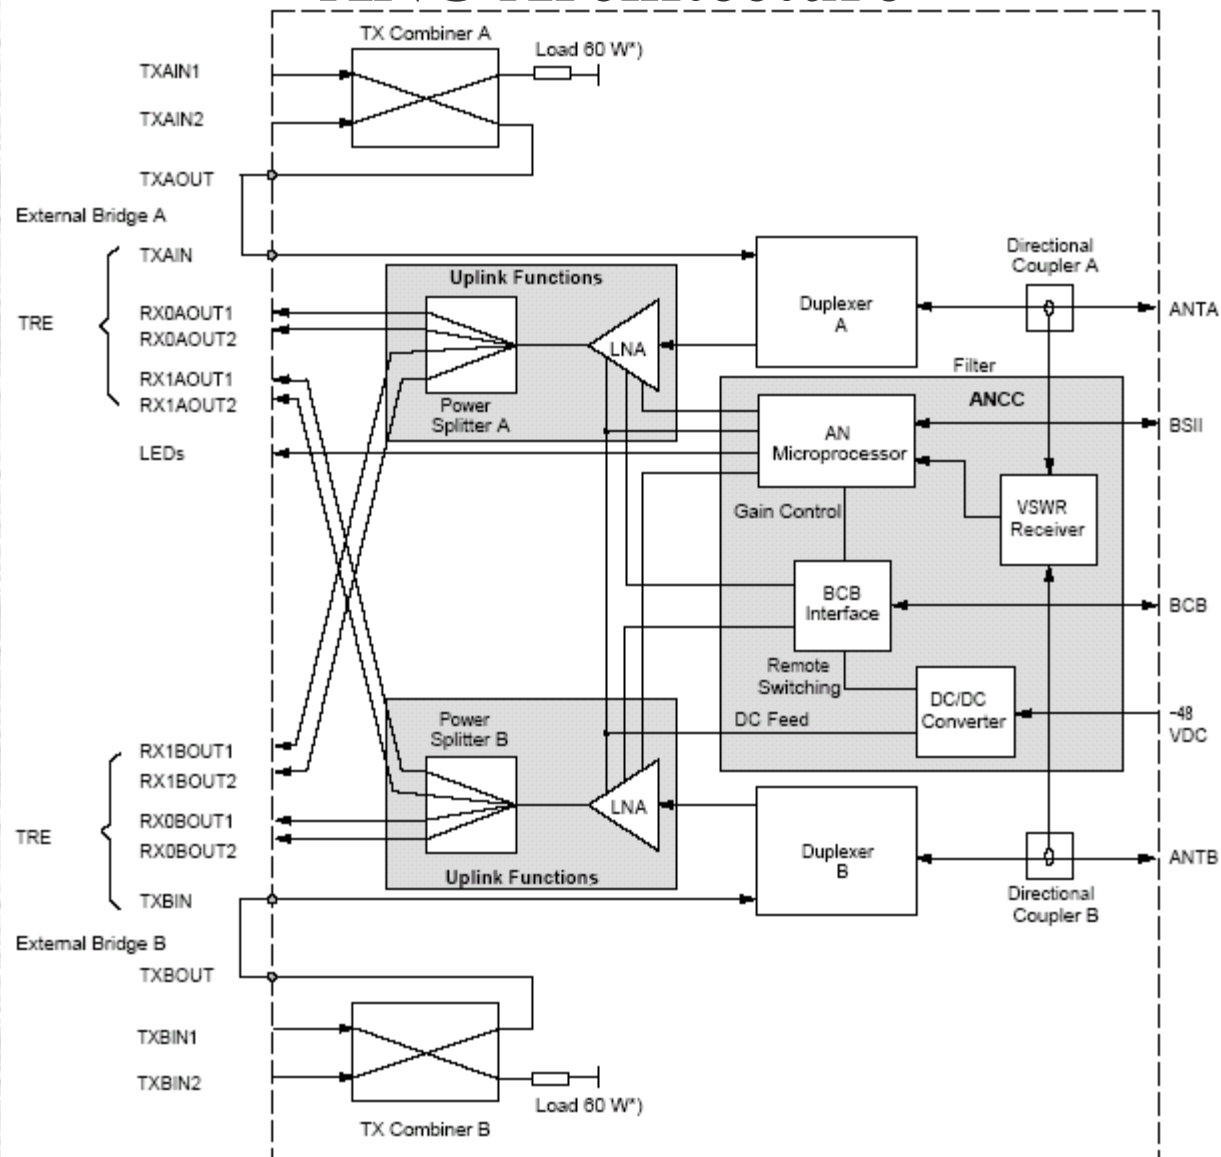 TX Combiner A
Load 60 W*)
TXAIN1
TXAIN2
TXAOUT
External Bridge A
TXAIN
Uplink Functions
Directional
Coupler A
Duplexer
A
TRE
RX0AOUT1
RX0AOUT2
RX1AOUT1
RX1AOUT2
LNA
ANTA
Power
Splitter A
Filter
ANCC
AN
Microprocessor
BSII
LEDs
Gain Control
VSWR
Receiver
BCB
Interface
BCB
Remote
Switching
DC/DC
Converter
DC Feed
-48
VDC
Power
Splitter B
RX1BOUT1
RX1BOUT2
RX0BOUT1
RX0BOUT2
TRE
LNA
Duplexer
B
ANTB
Uplink Functions
Directional
Coupler B
TXBIN
External Bridge B
TXBOUT
TXBIN1
TXBIN2
Load 60 W*)
TX Combiner B